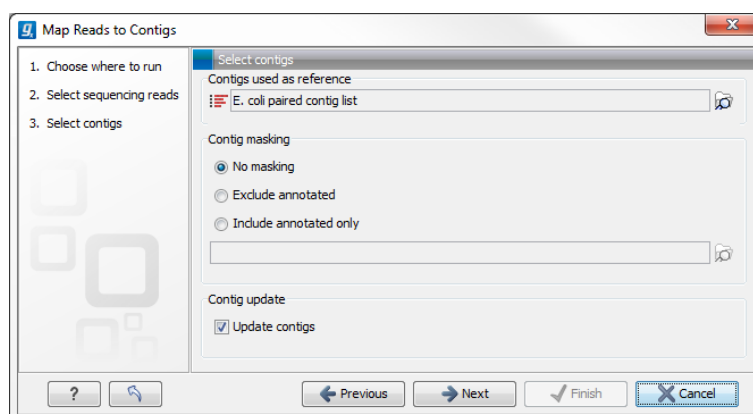 Map Reads to Contigs
1. Choose where to run
2. Select sequencing reads
3. Select contigs
Select contigs
Contigs used as reference
E. coli paired contig list
Contig masking
No masking
Exclude annotated
Include annotated only
Contig update
Update contigs
?
Previous
Next
Finish
Cancel